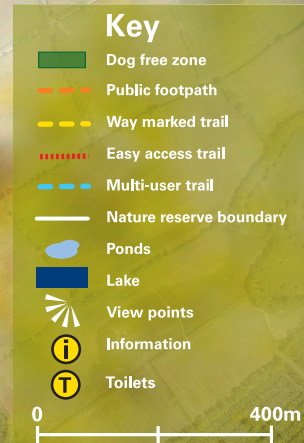 Key
Dog free zone
Public footpath
Way marked trail
Easy access trail
Multi-user trail
Nature reserve boundary
Ponds
Lake
View points
i Information
T Toilets
0 400m